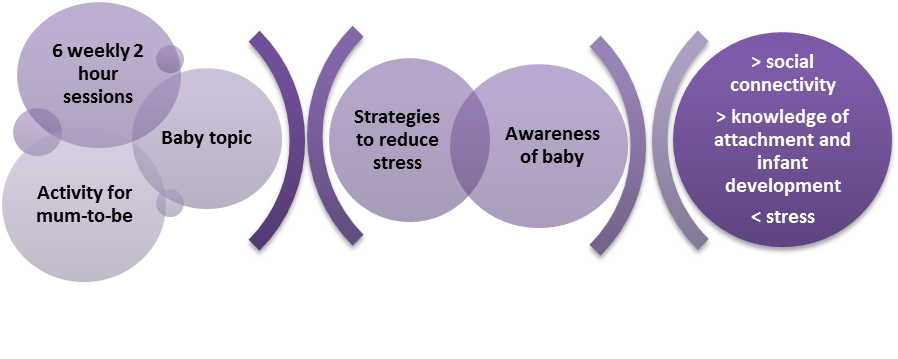 6 weekly 2
hour
sessions
Baby topic
Activity for
mum-to-be
Strategies
to reduce
stress
Awareness
of baby
> social
connectivity
> knowledge of
attachment and
infant
development
< stress